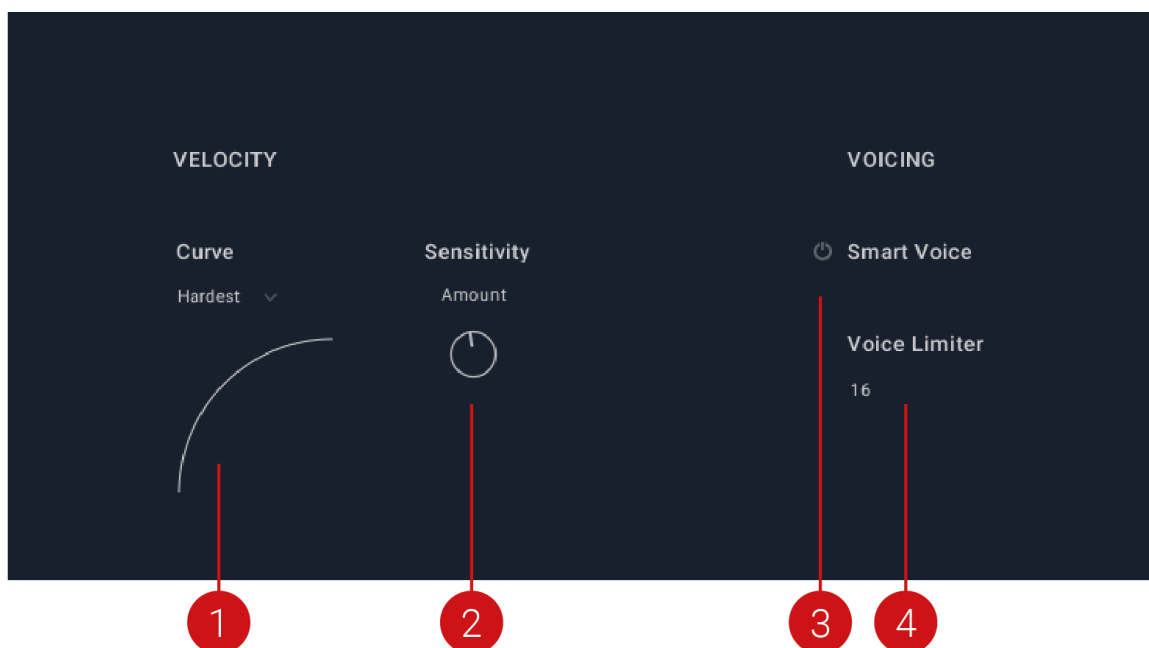 VELOCITY
VOICING
Curve
Sensitivity
Smart Voice
Hardest
Amount
Voice Limiter
16
1
2
3
4